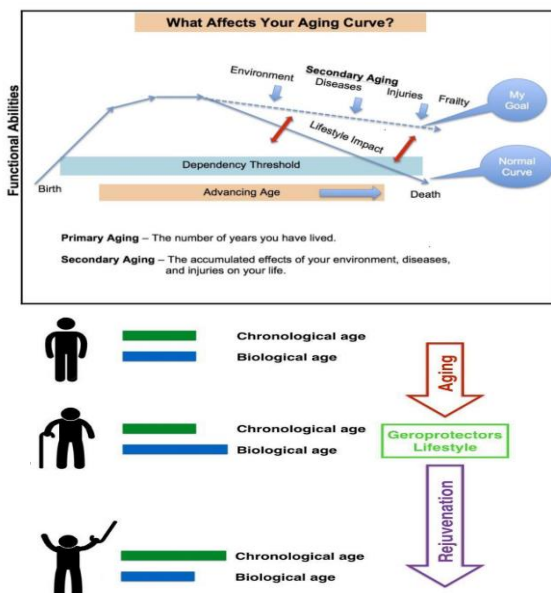 What Affects Your Aging Curve?
Functional Abilities
Environment
Secondary Aging
Diseases
Injuries
Frailty
My
Goal
Lifestyle Impact
Dependency Threshold
Normal
Curve
Birth
Advancing Age
Death
Primary Aging – The number of years you have lived.
Secondary Aging – The accumulated effects of your environment, diseases,
and injuries on your life.
Chronological age
Biological age
Aging
Chronological age
Biological age
Geroprotectors
Lifestyle
Rejuvenation
Chronological age
Biological age